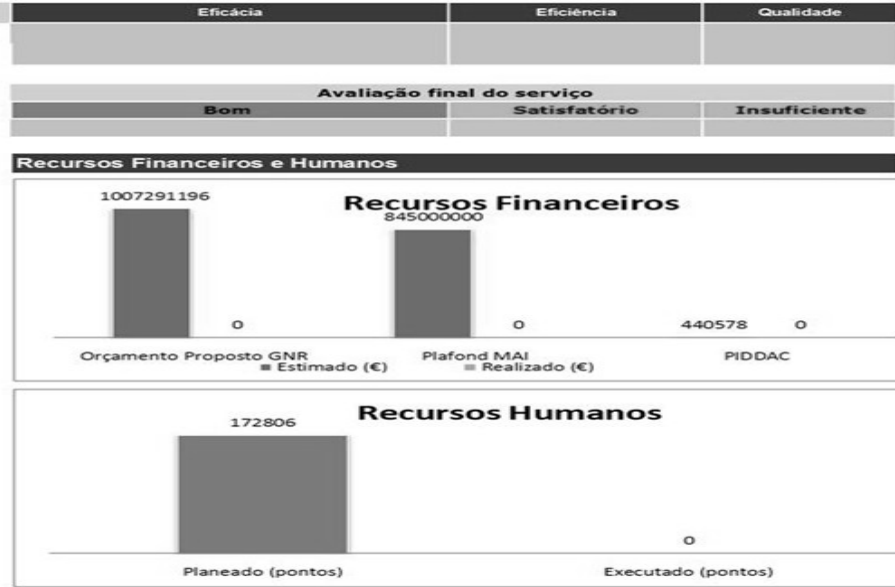 Eficácia Eficiência Qualidade
Avaliação final do serviço
Bom Satisfatório Insuficiente
Recursos Financeiros e Humanos
Recursos Financeiros
1007291196
845000000
0 0 440578 0
Orçamento Proposto GNR Plafond MAI PIDDAC
Estimado (€) Realizado (€)
Recursos Humanos
172806
0
Planeado (pontos) Executado (pontos)